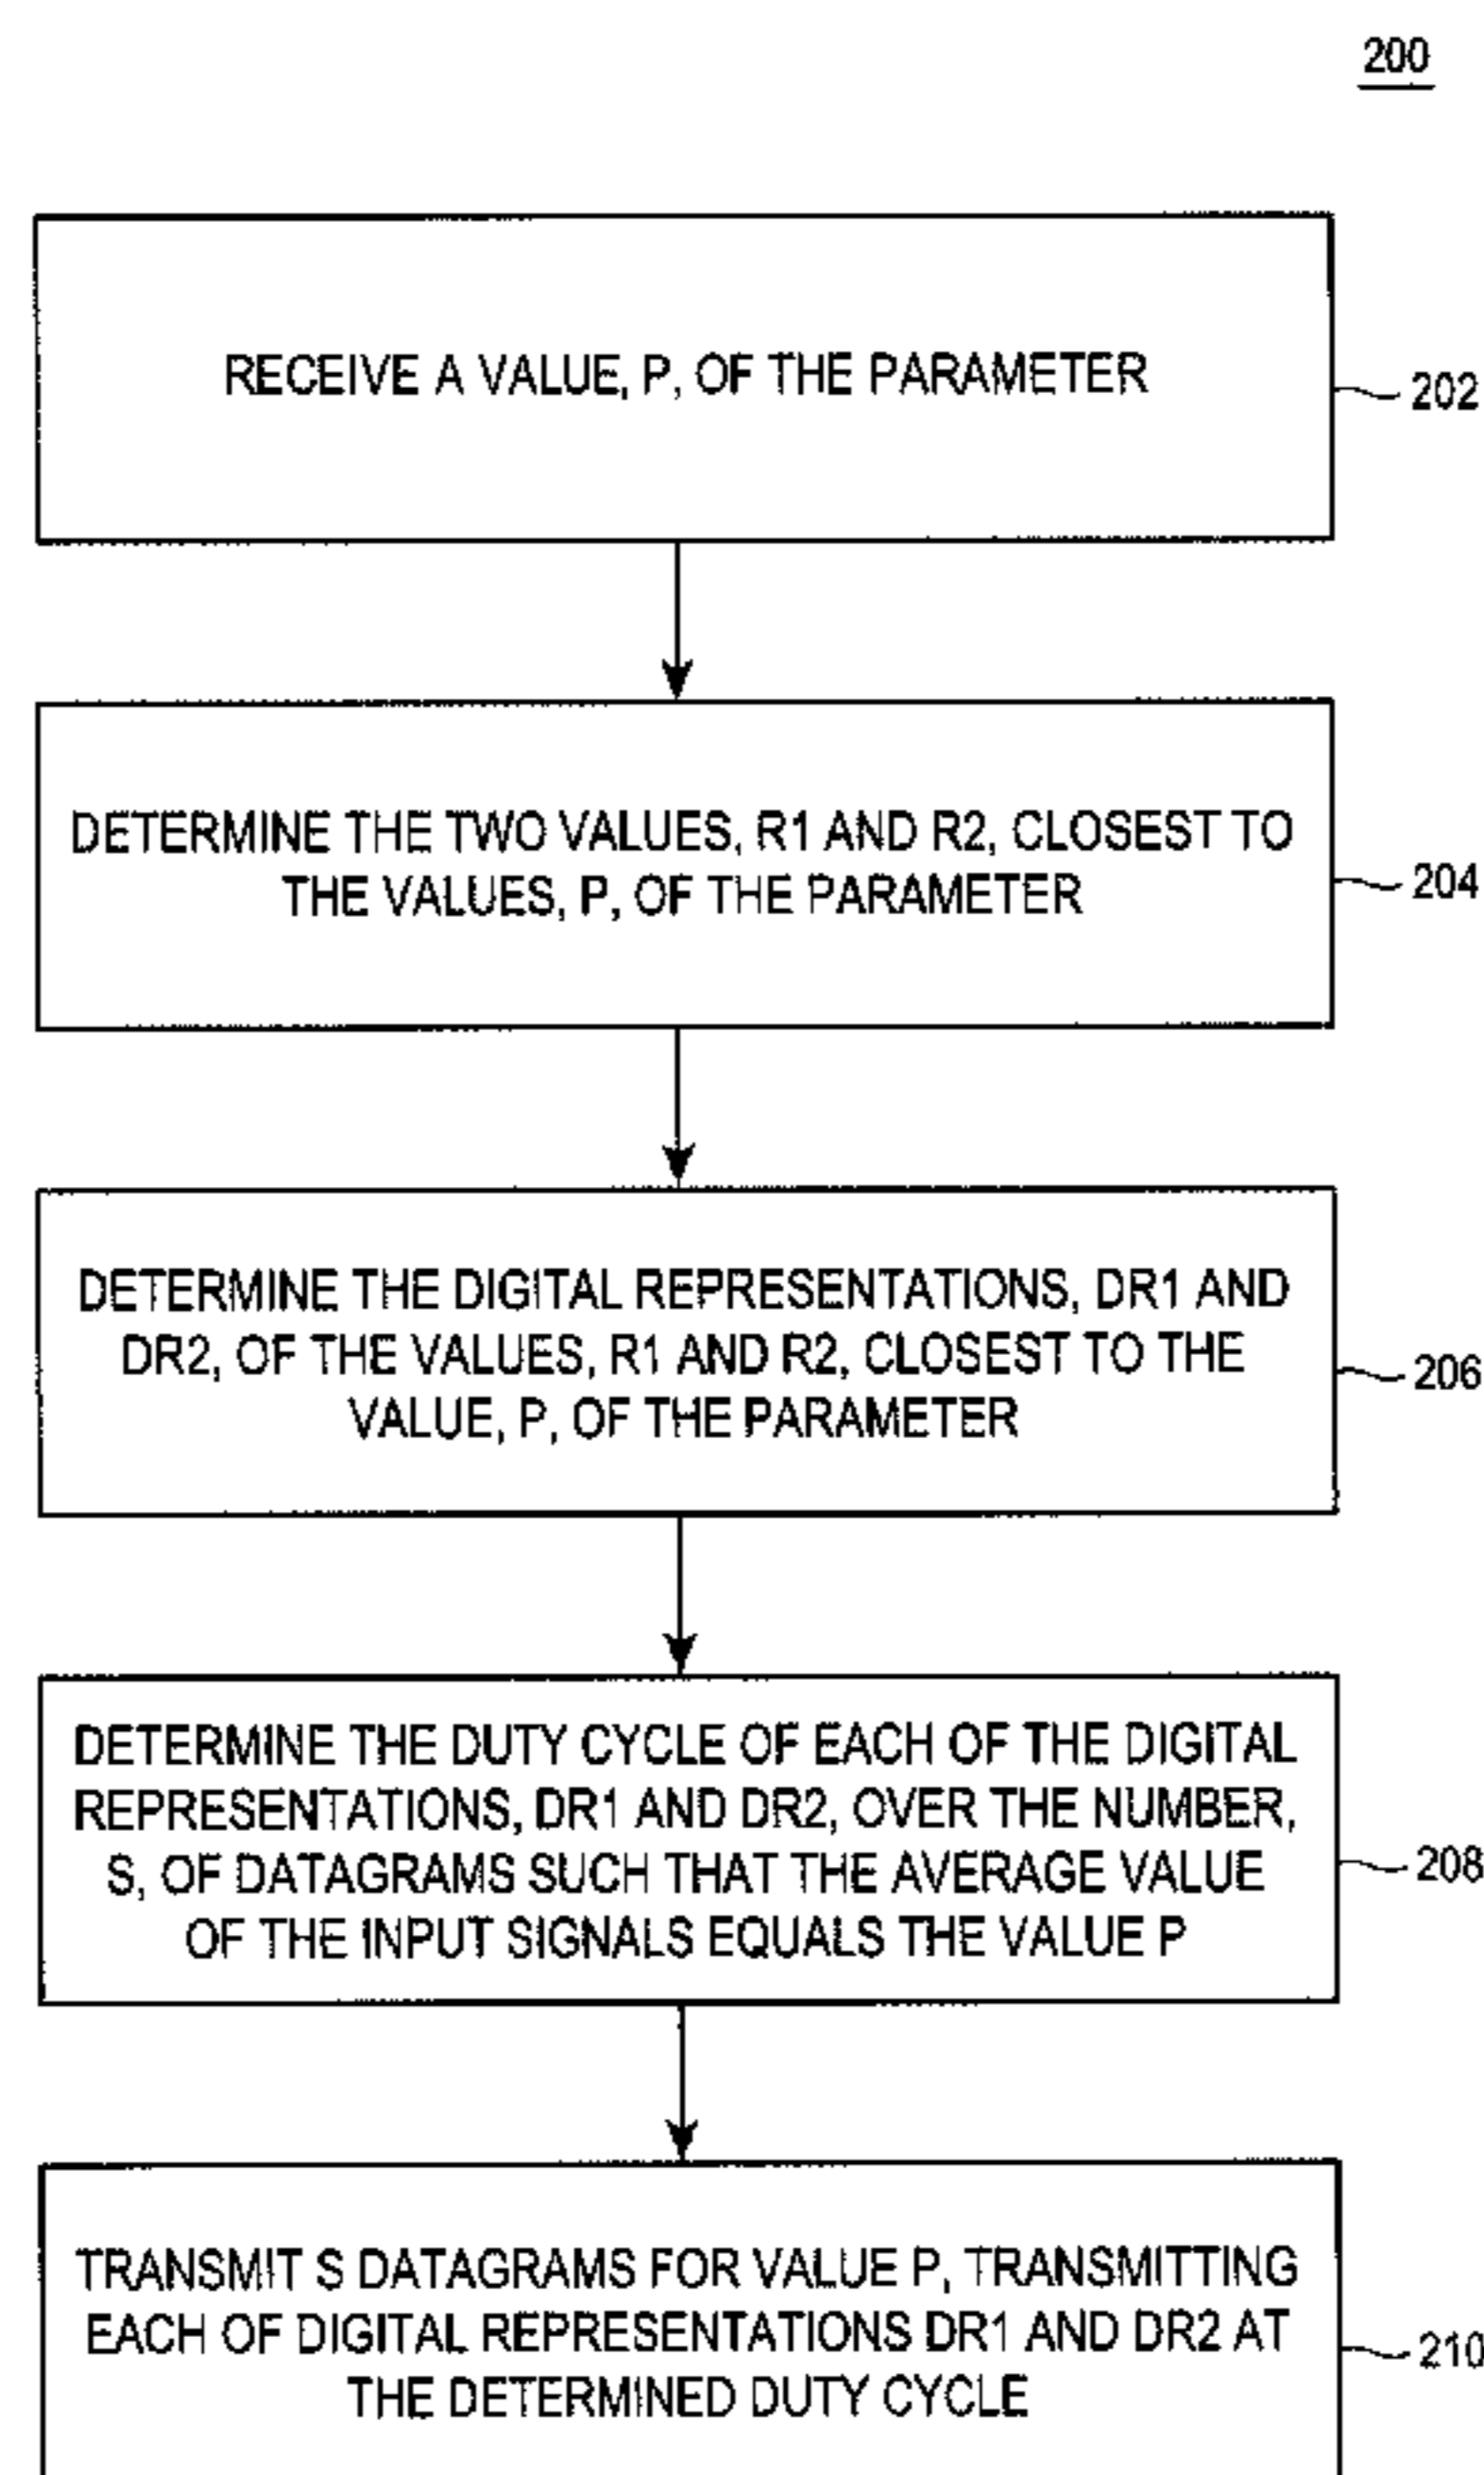 200
RECEIVE A VALUE, P, OF THE PARAMETER
202
DETERMINE THE TWO VALUES, R1 AND R2, CLOSEST TO
THE VALUES, P, OF THE PARAMETER
204
DETERMINE THE DIGITAL REPRESENTATIONS, DR1 AND
DR2, OF THE VALUES, R1 AND R2, CLOSEST TO THE
VALUE, P, OF THE PARAMETER
206
DETERMINE THE DUTY CYCLE OF EACH OF THE DIGITAL
REPRESENTATIONS, DR1 AND DR2, OVER THE NUMBER,
S, OF DATAGRAMS SUCH THAT THE AVERAGE VALUE
OF THE INPUT SIGNALS EQUALS THE VALUE P
208
TRANSMIT S DATAGRAMS FOR VALUE P, TRANSMITTING
EACH OF DIGITAL REPRESENTATIONS DR1 AND DR2 AT
THE DETERMINED DUTY CYCLE
210